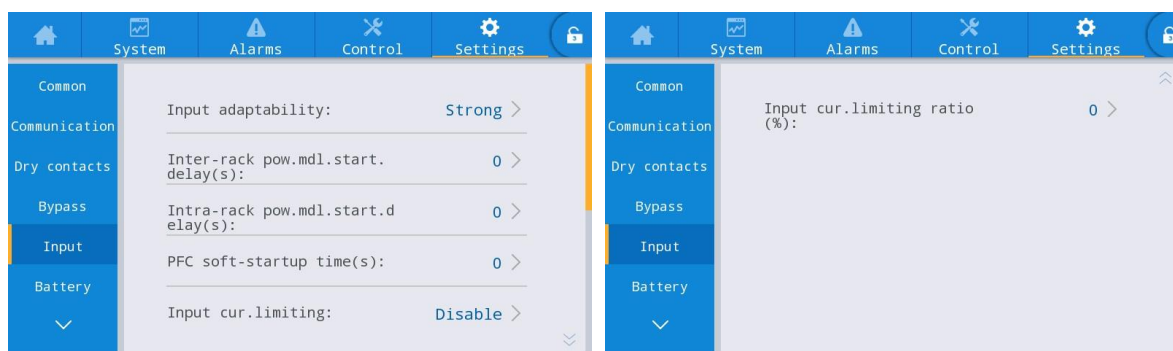 System Alarms Control Settings 3
Common
Communication
Dry contacts
Bypass
Input
Battery
Input adaptability: Strong
Inter-rack pow.mdl.start. 0
delay(s):
Intra-rack pow.mdl.start.d 0
elay(s):
PFC soft-startup time(s): 0
Input cur.limiting: Disable
System Alarms Control Settings 3
Common
Communication
Dry contacts
Bypass
Input
Battery
Input cur.limiting ratio 0
(%):